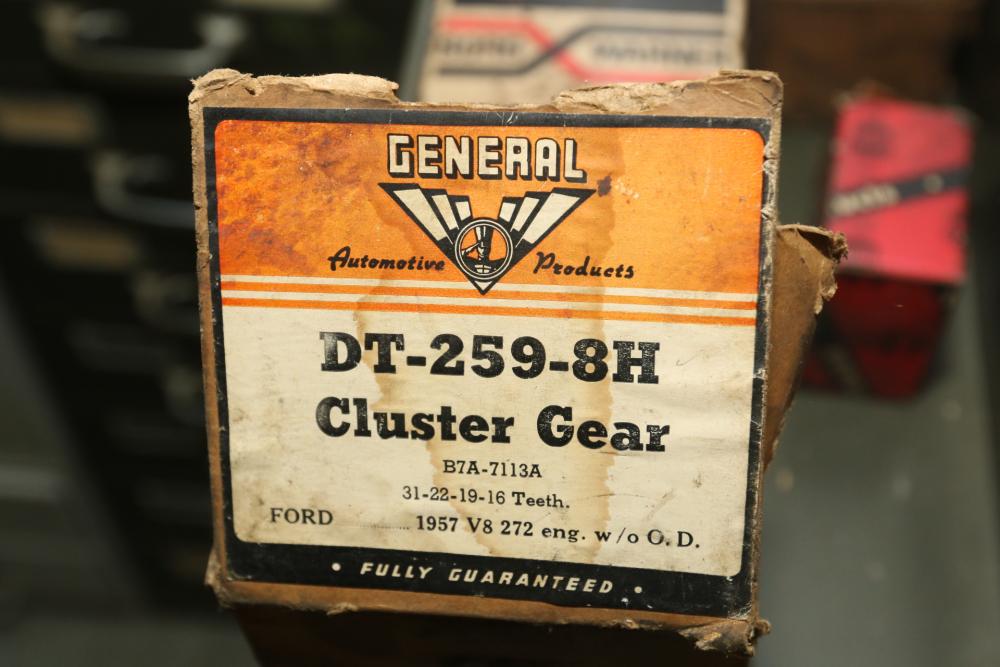 GENERAL
Automotive Products
DT-259-8H
Cluster Gear
B7A-7113A
31-22-19-16 Teeth.
FORD ........... 1957 V8 272 eng. w/o O.D.
• FULLY GUARANTEED •